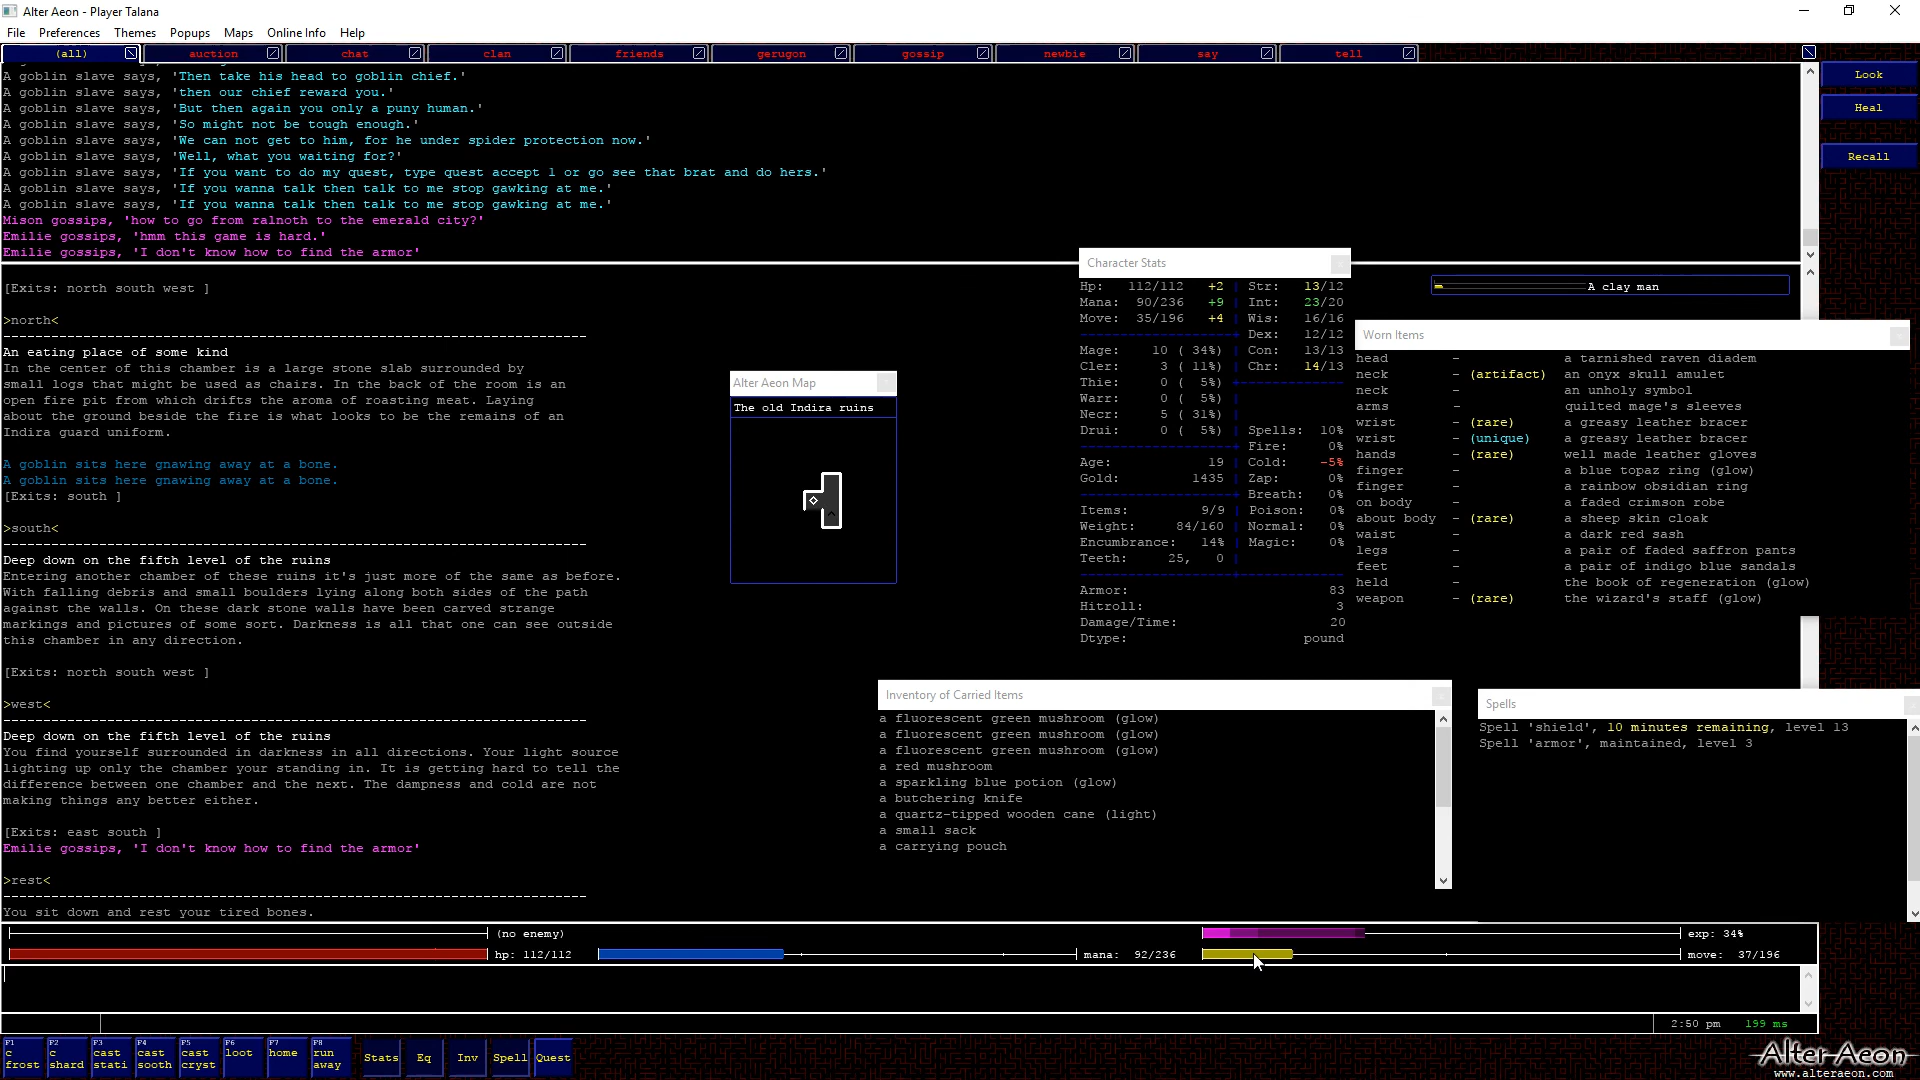 Alter Aeon - Player Talana
File Preferences Themes Popups Maps Online Info Help
(all) auction chat clan friends gerugon gossip newbie say tell
A goblin slave says, 'Then take his head to goblin chief.'
A goblin slave says, 'then our chief reward you.'
A goblin slave says, 'But then again you only a puny human.'
A goblin slave says, 'So might not be tough enough.'
A goblin slave says, 'We can not get to him, for he under spider protection now.'
A goblin slave says, 'Well, what you waiting for?'
A goblin slave says, 'If you want to do my quest, type quest accept 1 or go see that brat and do hers.'
A goblin slave says, 'If you wanna talk then talk to me stop gawking at me.'
A goblin slave says, 'If you wanna talk then talk to me stop gawking at me.'
Mison gossips, 'how to go from ralnoth to the emerald city?'
Emilie gossips, 'hmm this game is hard.'
Emilie gossips, 'I don't know how to find the armor'
Look
Heal
Recall
[Exits: north south west ]
>north<
An eating place of some kind
In the center of this chamber is a large stone slab surrounded by
small logs that might be used as chairs. In the back of the room is an
open fire pit from which drifts the aroma of roasting meat. Laying
about the ground beside the fire is what looks to be the remains of an
Indira guard uniform.
A goblin sits here gnawing away at a bone.
A goblin sits here gnawing away at a bone.
[Exits: south ]
>south<
Deep down on the fifth level of the ruins
Entering another chamber of these ruins it's just more of the same as before.
With falling debris and small boulders lying along both sides of the path
against the walls. On these dark stone walls have been carved strange
markings and pictures of some sort. Darkness is all that one can see outside
this chamber in any direction.
[Exits: north south west ]
>west<
Deep down on the fifth level of the ruins
You find yourself surrounded in darkness in all directions. Your light source
lighting up only the chamber your standing in. It is getting hard to tell the
difference between one chamber and the next. The dampness and cold are not
making things any better either.
[Exits: east south ]
Emilie gossips, 'I don't know how to find the armor'
>rest<
You sit down and rest your tired bones.
Alter Aeon Map
The old Indira ruins
Character Stats
Hp: 112/112 +2 Str: 13/12
Mana: 90/236 +9 Int: 23/20
Move: 35/196 +4 Wis: 16/16
Dex: 12/12
Mage: 10 ( 34%) Con: 13/13
Cler: 3 ( 11%) Chr: 14/13
Thie: 0 ( 5%)
Warr: 0 ( 5%)
Necr: 5 ( 31%)
Drui: 0 ( 5%) Spells: 10%
Fire: 0%
Age: 19 Cold: -5%
Gold: 1435 Zap: 0%
Breath: 0%
Items: 9/9 Poison: 0%
Weight: 84/160 Normal: 0%
Encumbrance: 14% Magic: 0%
Teeth: 25, 0
Armor: 83
Hitroll: 3
Damage/Time: 20
Dtype: pound
A clay man
Worn Items
head - a tarnished raven diadem
neck - (artifact) an onyx skull amulet
neck - an unholy symbol
arms - quilted mage's sleeves
wrist - (rare) a greasy leather bracer
wrist - (unique) a greasy leather bracer
hands - (rare) well made leather gloves
finger - a blue topaz ring (glow)
finger - a rainbow obsidian ring
on body - a faded crimson robe
about body - (rare) a sheep skin cloak
waist - a dark red sash
legs - a pair of faded saffron pants
feet - a pair of indigo blue sandals
held - the book of regeneration (glow)
weapon - (rare) the wizard's staff (glow)
Inventory of Carried Items
a fluorescent green mushroom (glow)
a fluorescent green mushroom (glow)
a fluorescent green mushroom (glow)
a red mushroom
a sparkling blue potion (glow)
a butchering knife
a quartz-tipped wooden cane (light)
a small sack
a carrying pouch
Spells
Spell 'shield', 10 minutes remaining, level 13
Spell 'armor', maintained, level 3
(no enemy) exp: 34%
hp: 112/112 mana: 92/236 move: 37/196
2:50 pm 199 ms
F1 c frost
F2 c shard
F3 cast stati
F4 cast sooth
F5 cast cryst
F6 loot
F7 home
F8 run away
Stats Eq Inv Spell Quest
Alter Aeon
www.alteraeon.com